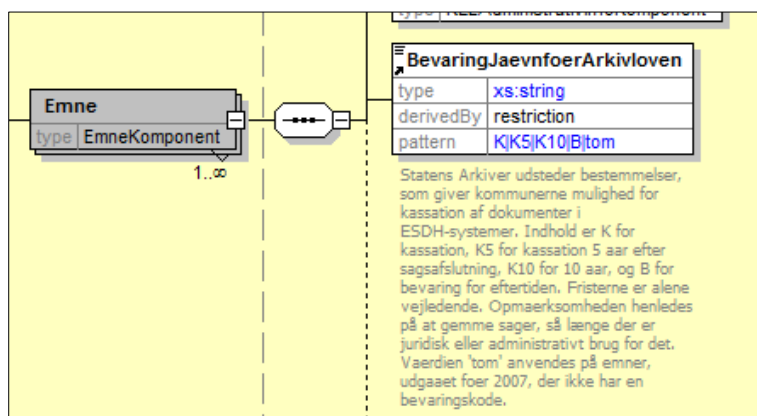 BevaringJaevnfoerArkivloven
type xs:string
derivedBy restriction
pattern K|K5|K10|B|tom
Emne
type EmneKomponent
1..∞
Statens Arkiver udsteder bestemmelser,
som giver kommunerne mulighed for
kassation af dokumenter i
ESDH-systemer. Indhold er K for
kassation, K5 for kassation 5 aar efter
sagsafslutning, K10 for 10 aar, og B for
bevaring for eftertiden. Fristerne er alene
vejledende. Opmaerksomheden henledes
på at gemme sager, så længe der er
juridisk eller administrativt brug for det.
Vaerdien 'tom' anvendes på emner,
udgaaet foer 2007, der ikke har en
bevaringskode.